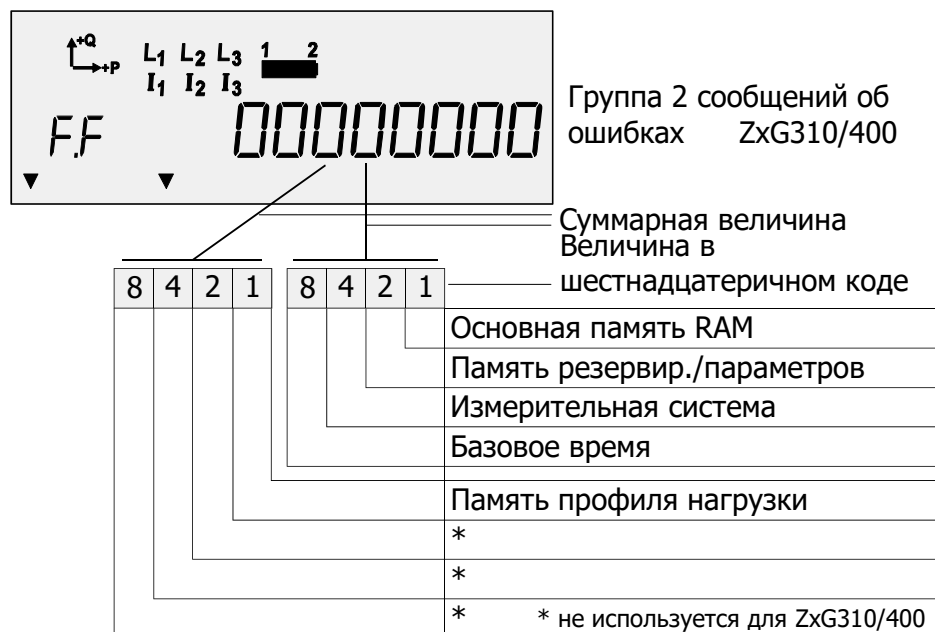 +Q
+P
L1 L2 L3 1 2
I1 I2 I3
F.F 00000000
Группа 2 сообщений об
ошибках ZxG310/400
Суммарная величина
Величина в
шестнадцатеричном коде
8 4 2 1 8 4 2 1
Основная память RAM
Память резервир./параметров
Измерительная система
Базовое время
Память профиля нагрузки
*
*
* * не используется для ZxG310/400